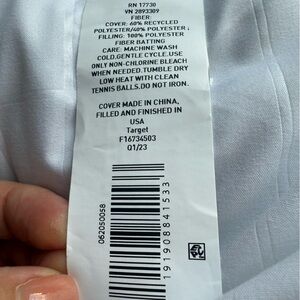 RN 17730
VN 2893309
FIBER:
COVER: 60% RECYCLED
POLYESTER/40% POLYESTER.
FILLING: 100% POLYESTER
FIBER BATTING
CARE: MACHINE WASH
COLD.GENTLE CYCLE.USE
ONLY NON-CHLORINE BLEACH
WHEN NEEDED.TUMBLE DRY
LOW HEAT WITH CLEAN
TENNIS BALLS.DO NOT IRON.
COVER MADE IN CHINA,
FILLED AND FINISHED IN
USA
Target
F16734503
Q1/23
062050058
191908841533